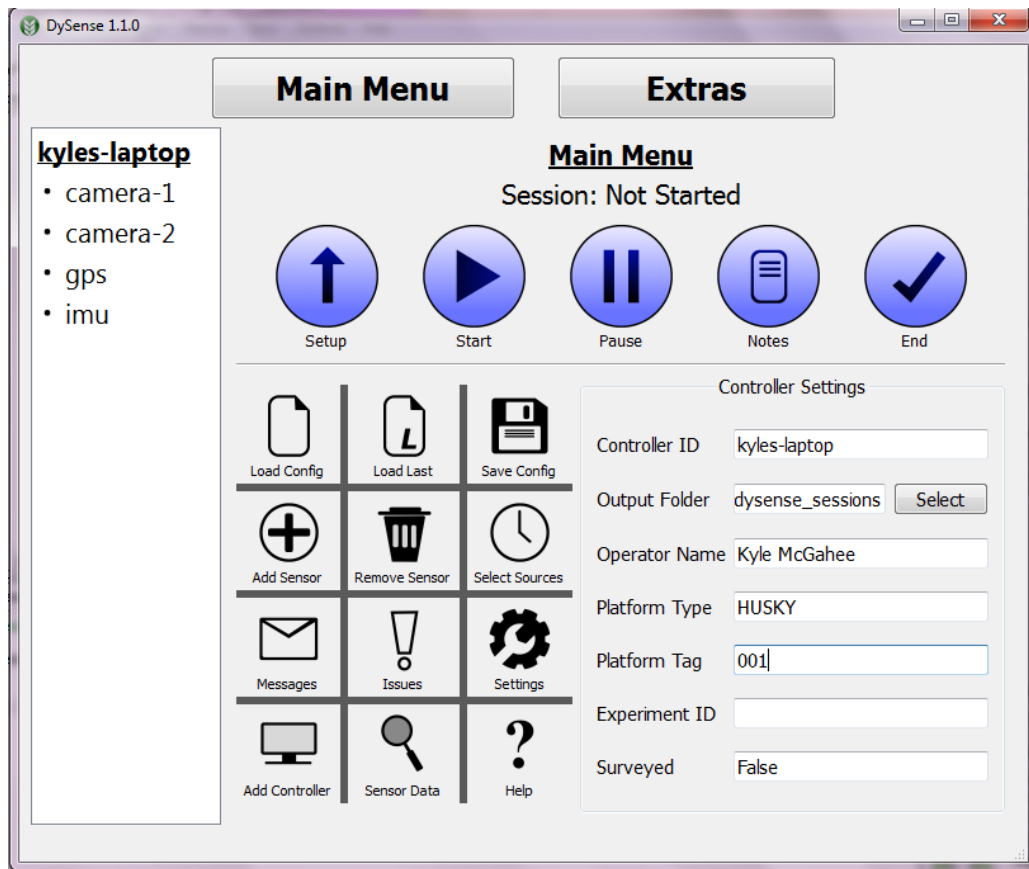 DySense 1.1.0
Main Menu
Extras
kyles-laptop
• camera-1
• camera-2
• gps
• imu
Main Menu
Session: Not Started
Setup
Start
Pause
Notes
End
Load Config
L
Load Last
Save Config
Add Sensor
Remove Sensor
Select Sources
Messages
Issues
Settings
Add Controller
Sensor Data
?
Help
Controller Settings
Controller ID kyles-laptop
Output Folder dysense_sessions Select
Operator Name Kyle McGahee
Platform Type HUSKY
Platform Tag 001
Experiment ID
Surveyed False